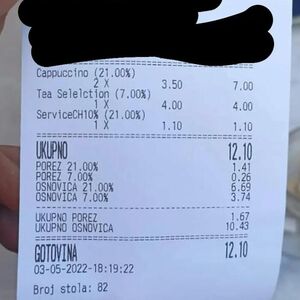 Cappuccino (21.00%)
2 X 3.50 7.00
Tea Selelction (7.00%)
1 X 4.00 4.00
ServiceCH10% (21.00%)
1 X 1.10 1.10
UKUPNO 12.10
POREZ 21.00% 1.41
POREZ 7.00% 0.26
OSNOVICA 21.00% 6.69
OSNOVICA 7.00% 3.74
UKUPNO POREZ 1.67
UKUPNO OSNOVICA 10.43
GOTOVINA 12.10
03-05-2022-18:19:22
Broj stola: 82